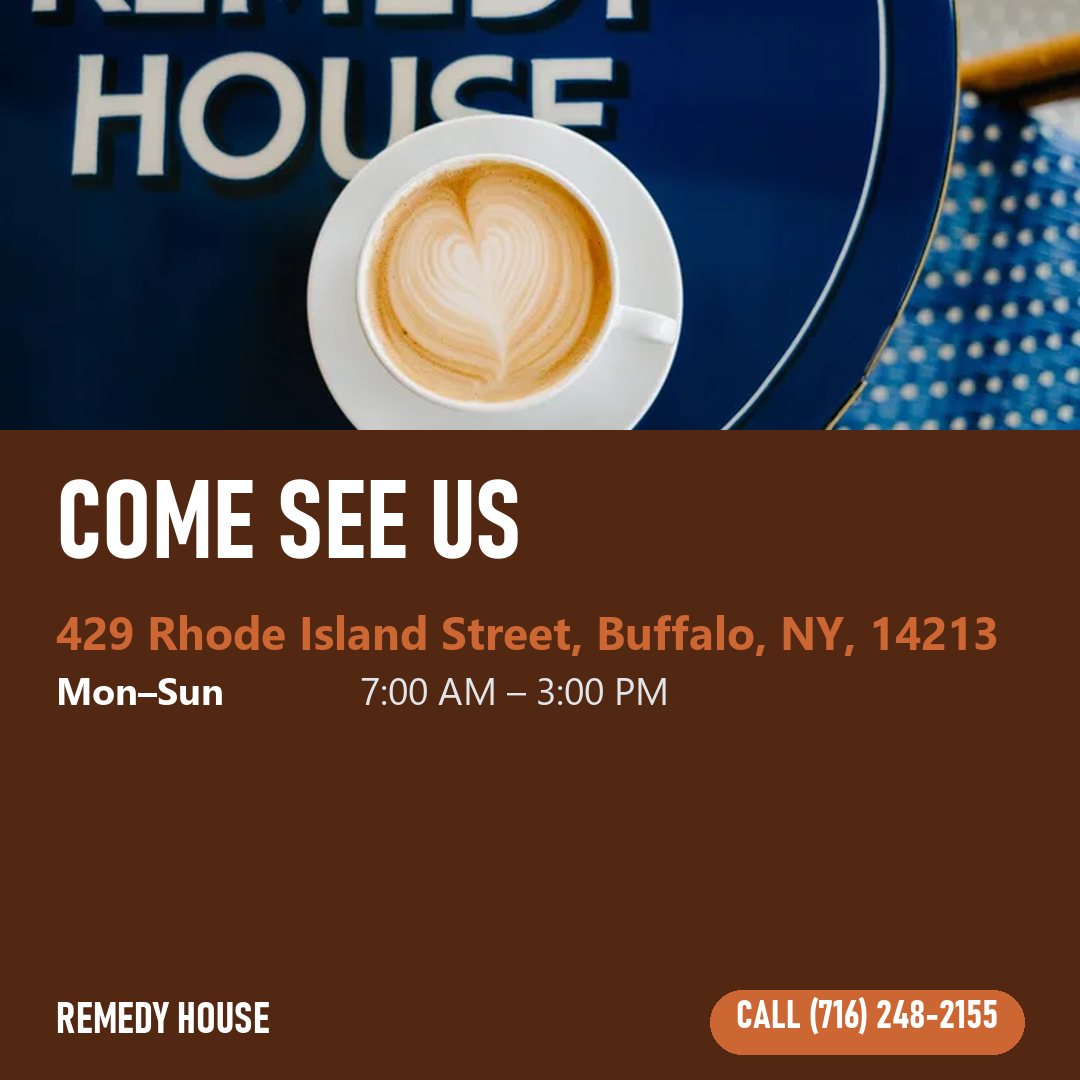 REMEDY
HOUSE
COME SEE US
429 Rhode Island Street, Buffalo, NY, 14213
Mon–Sun 7:00 AM – 3:00 PM
REMEDY HOUSE
CALL (716) 248-2155